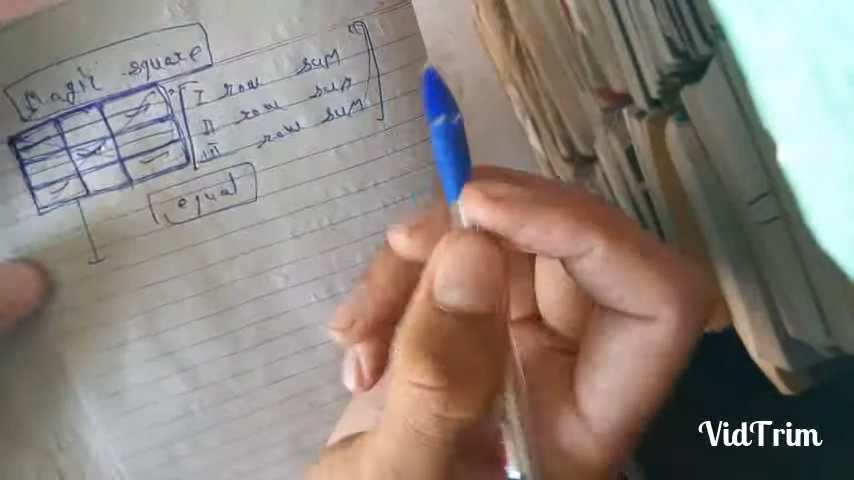 Magic square
I row sum
II row sum
III row sum
equal
VidTrim